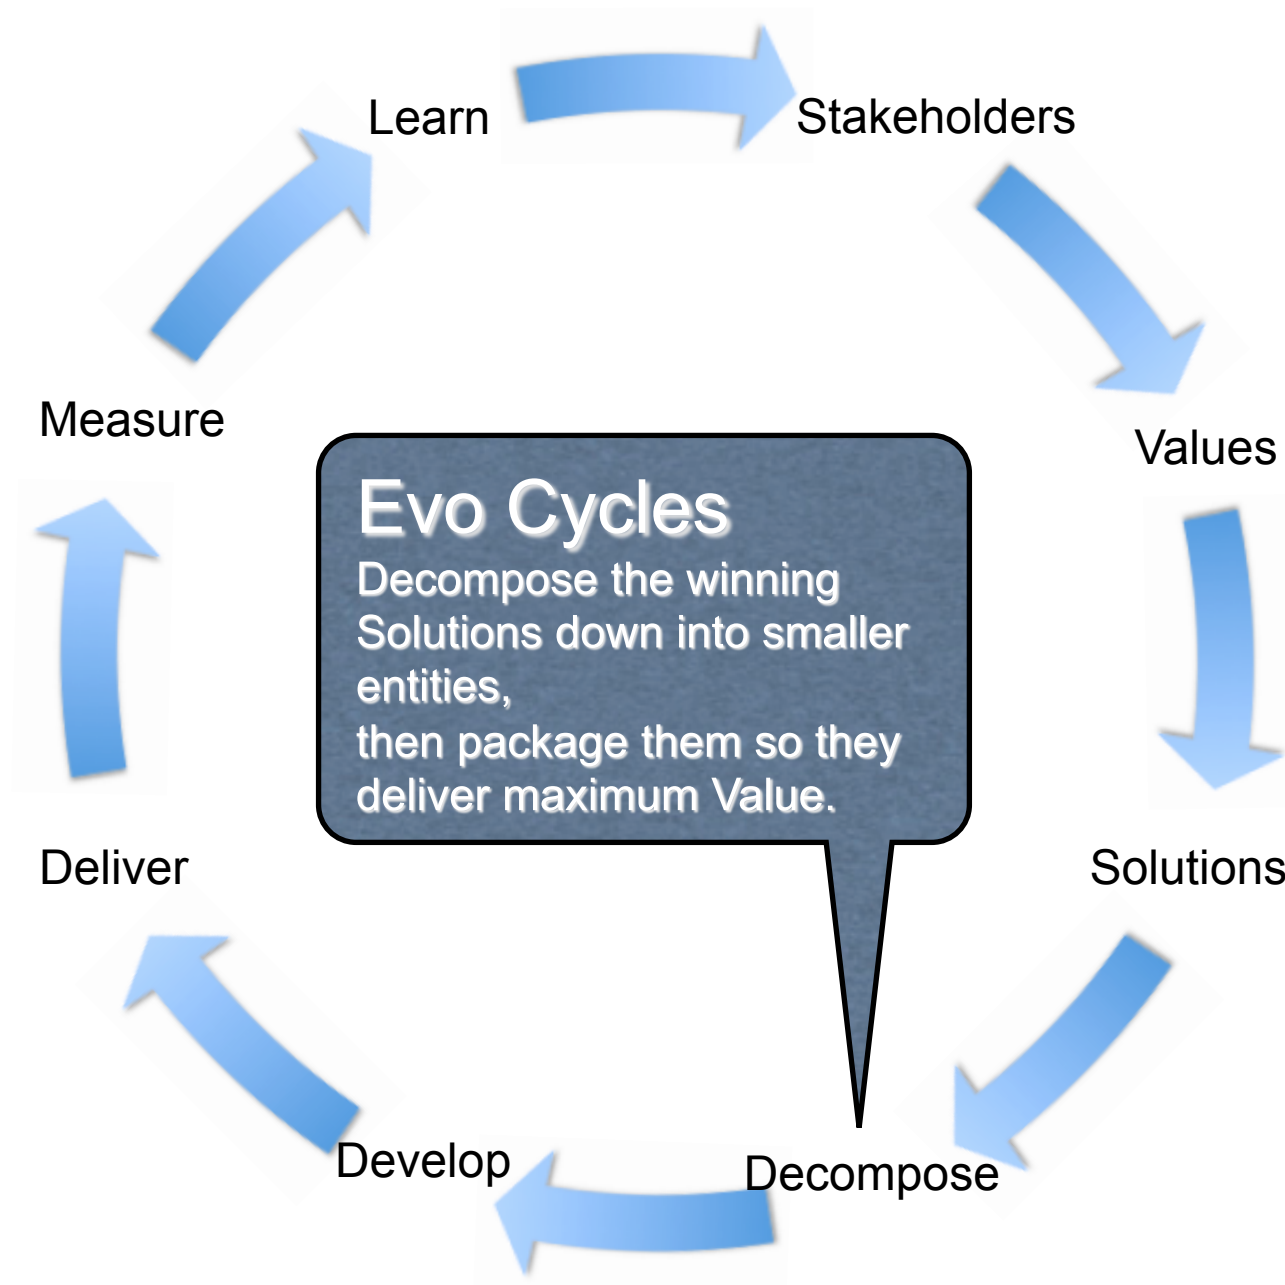 Learn
Stakeholders
Measure
Values
Evo Cycles
Decompose the winning
Solutions down into smaller
entities,
then package them so they
deliver maximum Value.
Deliver
Solutions
Develop
Decompose